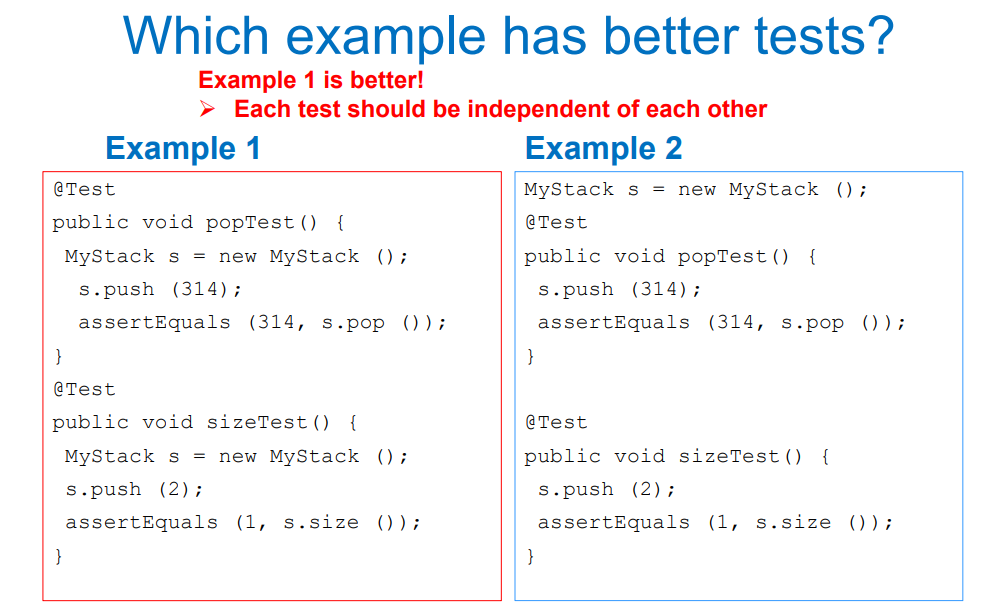 Which example has better tests?
Example 1 is better!
➢ Each test should be independent of each other
Example 1
@Test
public void popTest() {
MyStack s = new MyStack ();
s.push (314);
assertEquals (314, s.pop ());
}
@Test
public void sizeTest() {
MyStack s = new MyStack ();
s.push (2);
assertEquals (1, s.size ());
}
Example 2
MyStack s = new MyStack ();
@Test
public void popTest() {
s.push (314);
assertEquals (314, s.pop ());
}
@Test
public void sizeTest() {
s.push (2);
assertEquals (1, s.size ());
}